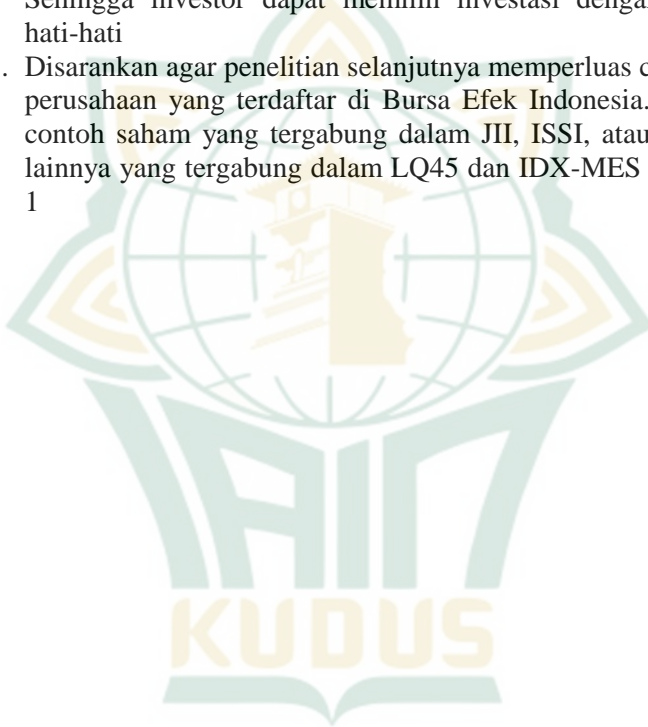 Sehingga investor dapat memilih investasi
hati-hati
. Disarankan agar penelitian selanjutnya memperluas
perusahaan yang terdaftar di Bursa Efek Indonesia.
contoh saham yang tergabung dalam JII, ISSI, atau
lainnya yang tergabung dalam LQ45 dan IDX-MES
1
IAIN
KUDUS